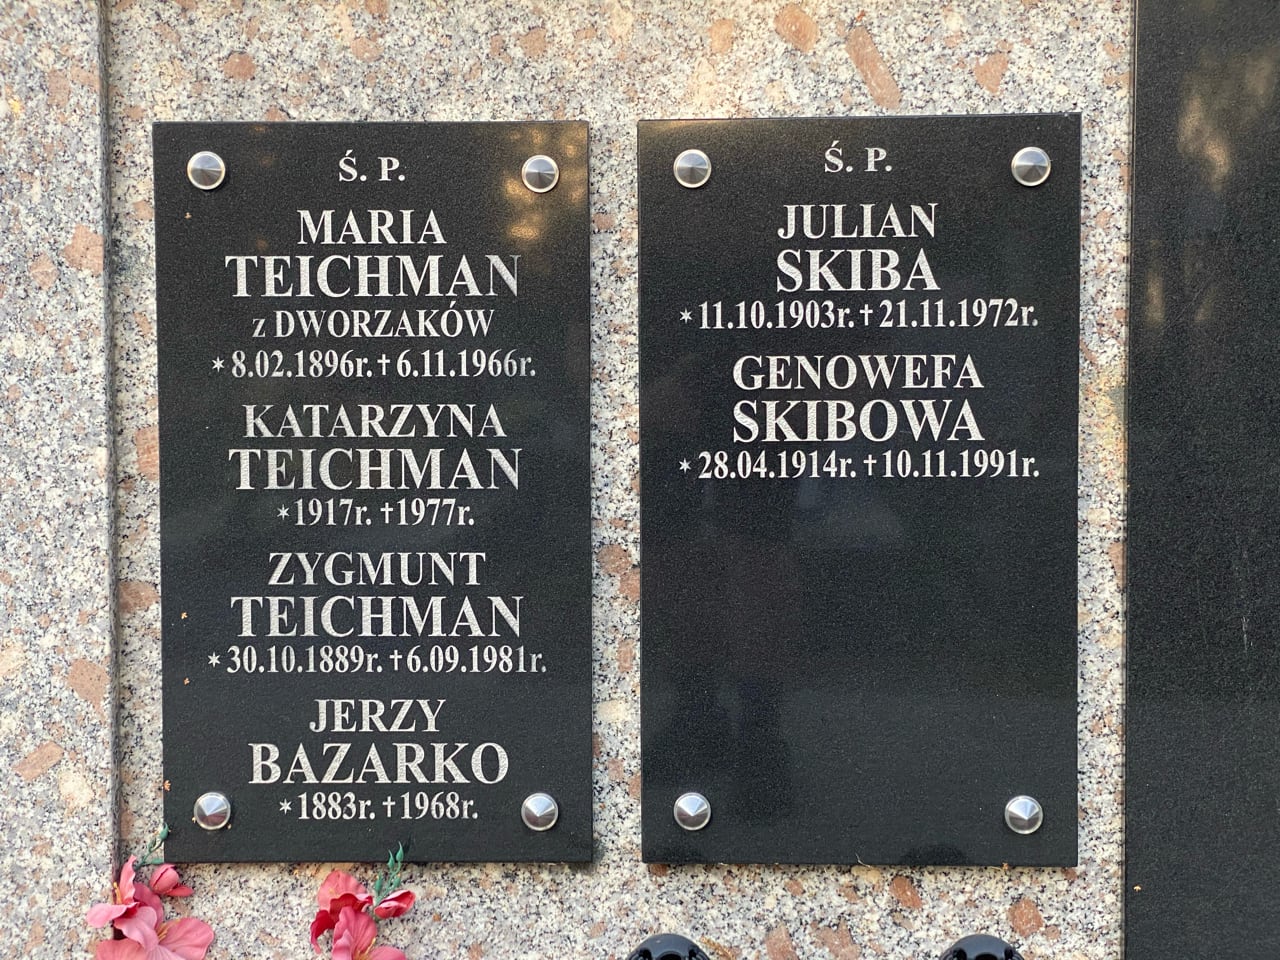 Ś. P.
MARIA
TEICHMAN
z DWORZAKÓW
* 8.02.1896r. † 6.11.1966r.
KATARZYNA
TEICHMAN
* 1917r. † 1977r.
ZYGMUNT
TEICHMAN
* 30.10.1889r. † 6.09.1981r.
JERZY
BAZARKO
* 1883r. † 1968r.
Ś. P.
JULIAN
SKIBA
* 11.10.1903r. † 21.11.1972r.
GENOWEFA
SKIBOWA
* 28.04.1914r. † 10.11.1991r.